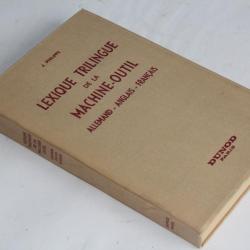 LEXIQUE TRILINGUE
DE LA
MACHINE-OUTIL
ALLEMAND - ANGLAIS - FRANÇAIS
DUNOD
PARIS